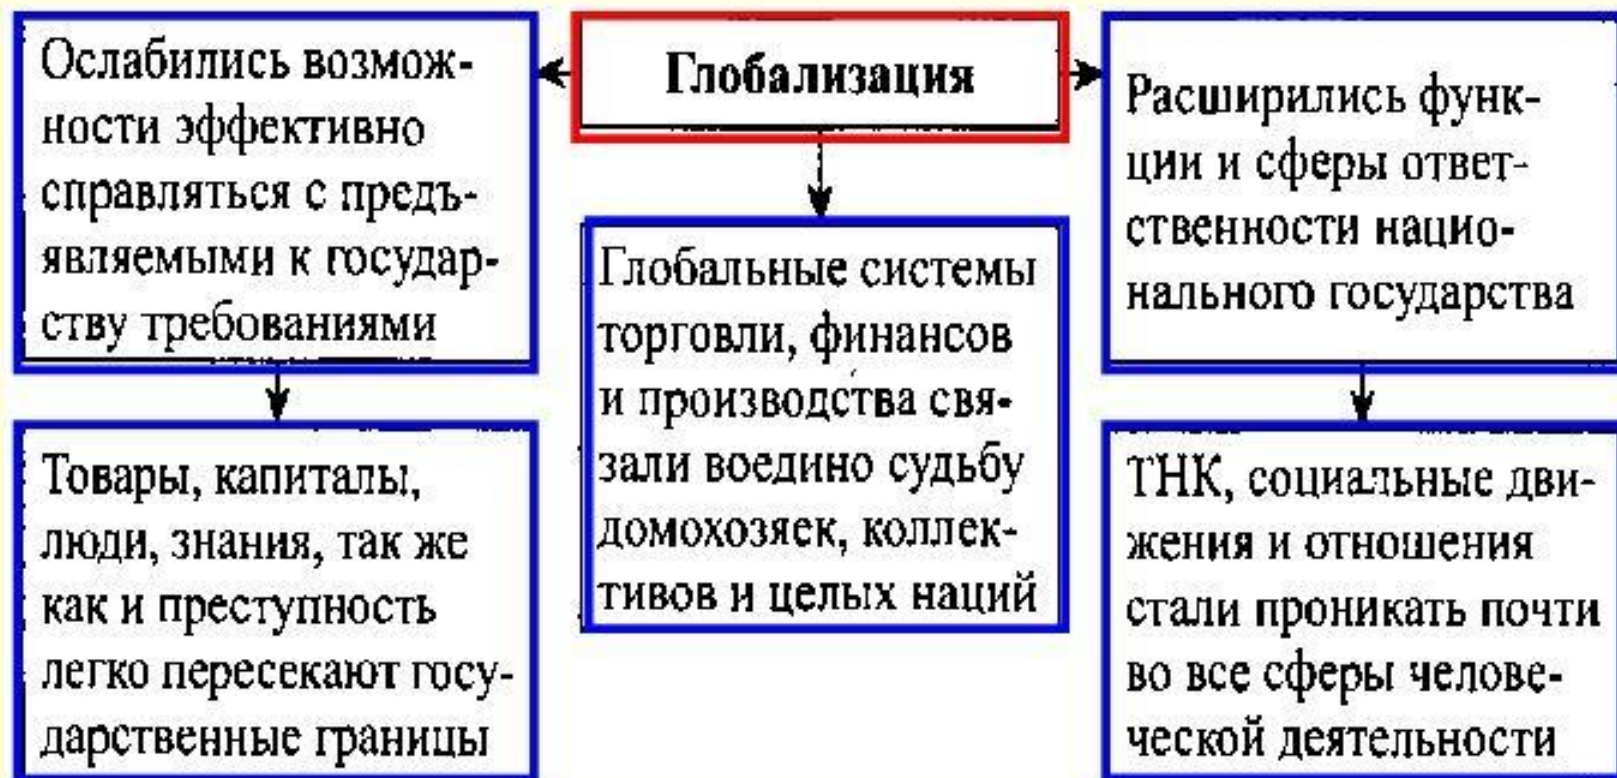 Глобализация
Ослабились возмож-
ности эффективно
справляться с предъ-
являемыми к государ-
ству требованиями
Товары, капиталы,
люди, знания, так же
как и преступность
легко пересекают госу-
дарственные границы
Глобальные системы
торговли, финансов
и производства свя-
зали воедино судьбу
домохозяек, коллек-
тивов и целых наций
Расширились функ-
ции и сферы ответ-
ственности нацио-
нального государства
ТНК, социальные дви-
жения и отношения
стали проникать почти
во все сферы челове-
ческой деятельности